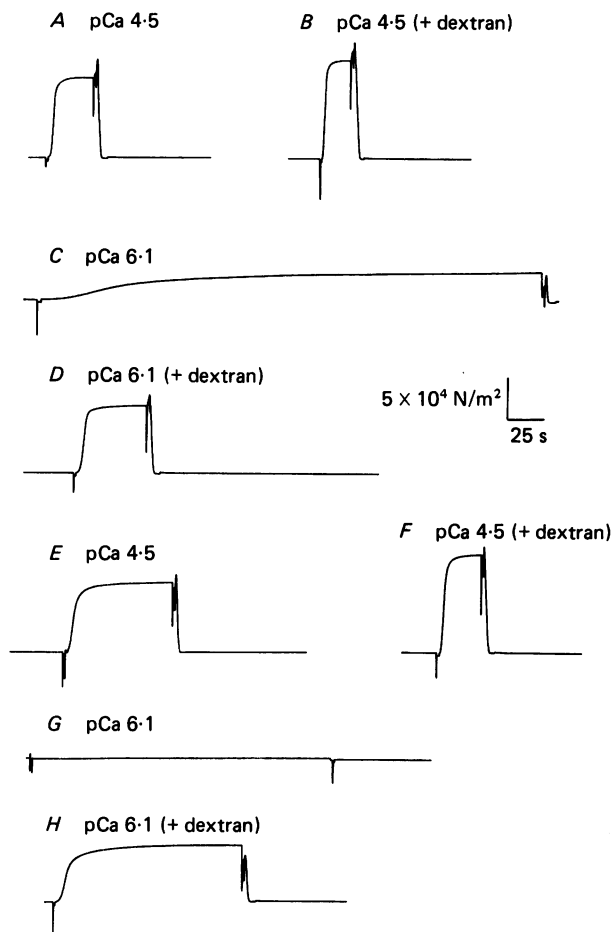 A pCa 4·5
B pCa 4·5 (+ dextran)
C pCa 6·1
D pCa 6·1 (+ dextran)
5 × 10⁴ N/m²
25 s
E pCa 4·5
F pCa 4·5 (+ dextran)
G pCa 6·1
H pCa 6·1 (+ dextran)